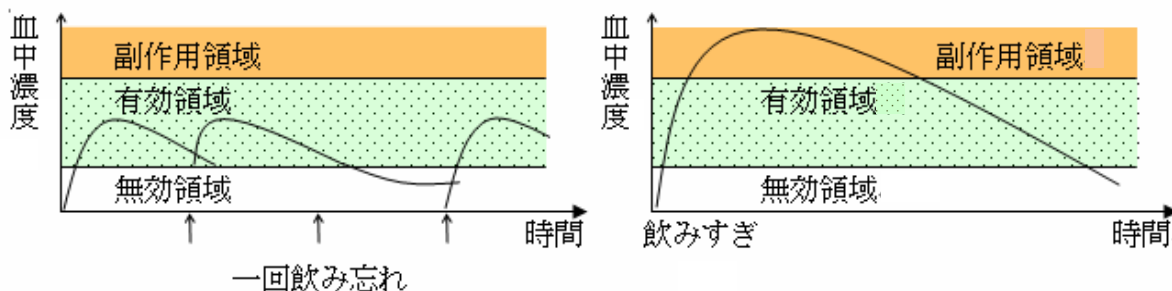 血中濃度
副作用領域
有効領域
無効領域
時間
一回飲み忘れ
血中濃度
副作用領域
有効領域
無効領域
飲みすぎ
時間